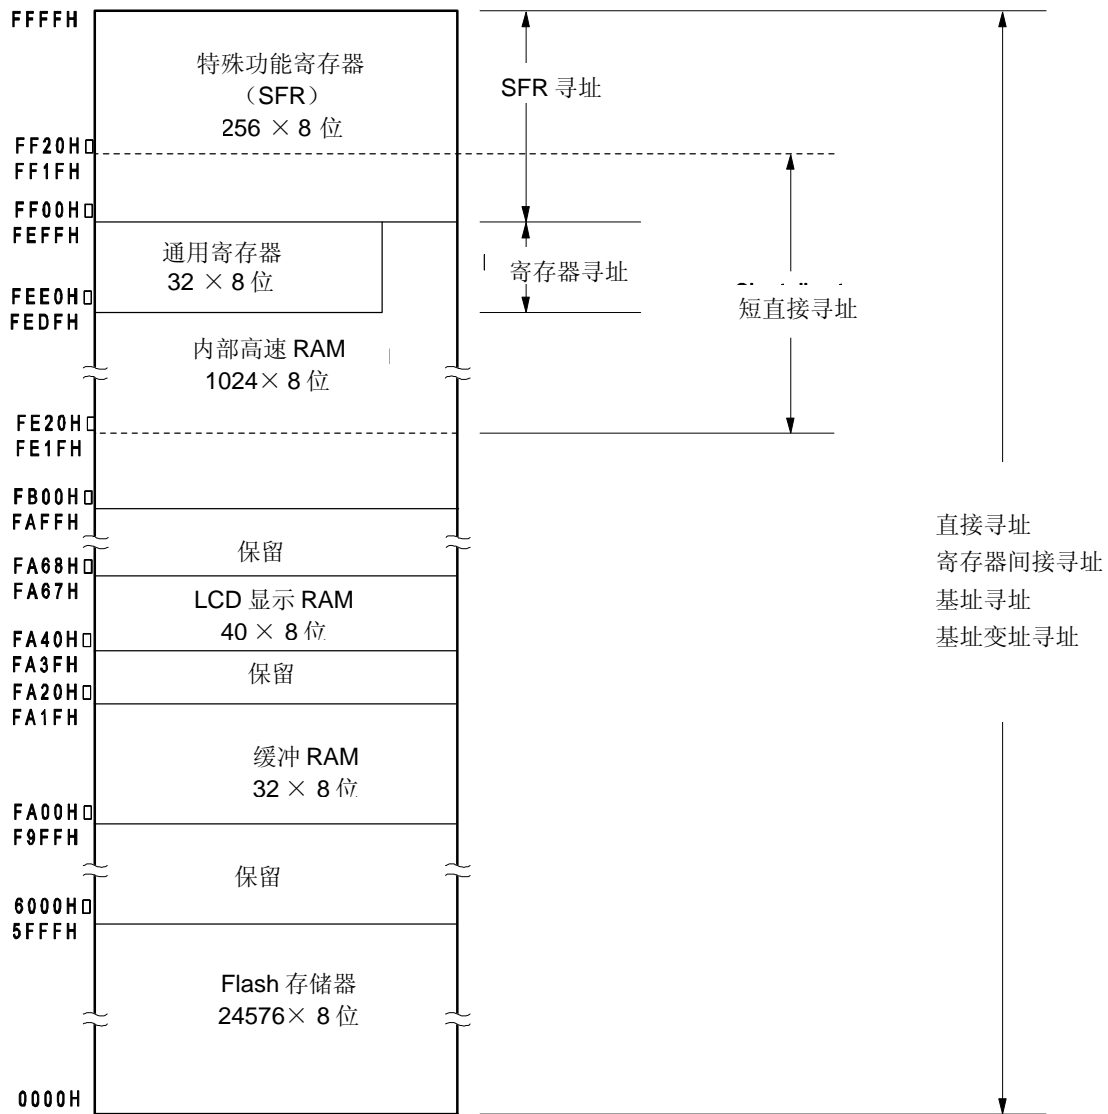 FFFFH
特殊功能寄存器
（SFR）
256 × 8 位
SFR 寻址
FF20H
FF1FH
FF00H
FEFFH
通用寄存器
32 × 8 位
寄存器寻址
FEE0H
FEDFH
短直接寻址
内部高速 RAM
1024× 8 位
FE20H
FE1FH
FB00H
FAFFH
保留
FA68H
FA67H
LCD 显示 RAM
40 × 8 位
FA40H
FA3FH
保留
FA20H
FA1FH
缓冲 RAM
32 × 8 位
FA00H
F9FFH
保留
6000H
5FFFH
Flash 存储器
24576× 8 位
0000H
直接寻址
寄存器间接寻址
基址寻址
基址变址寻址